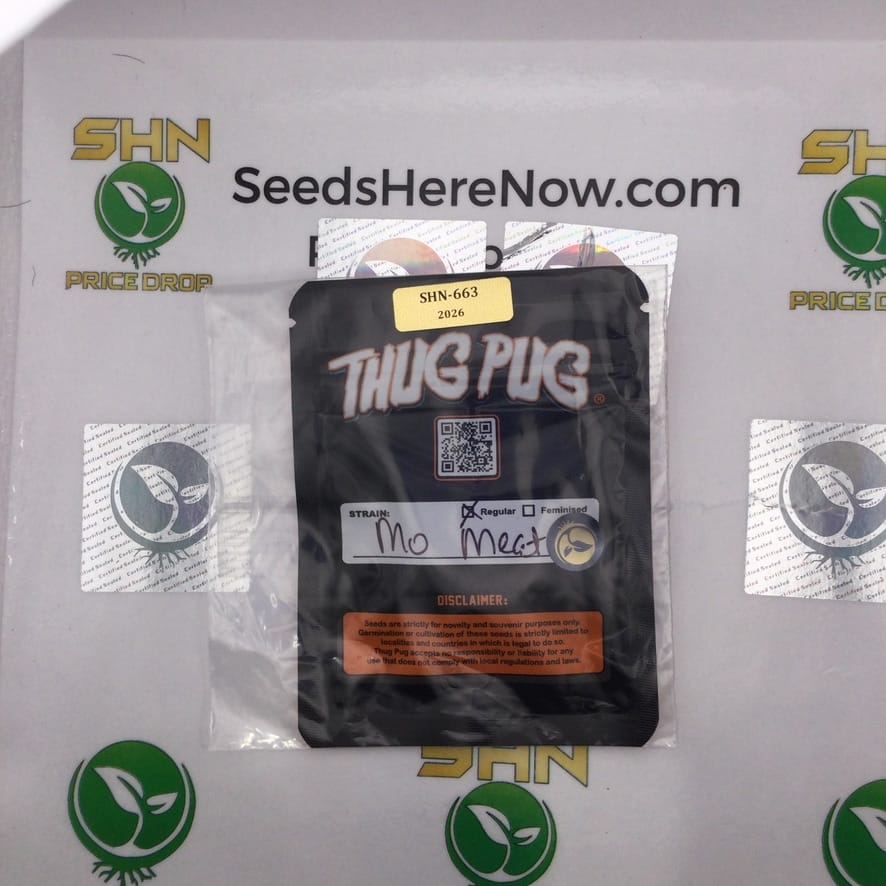 SHN
PRICE DROP
SeedsHereNow.com
SH
PRICE D
Certified Sealed
SHN-663
2026
THUG PUG®
STRAIN:
Regular
Feminised
Mo Meat
DISCLAIMER:
Seeds are strictly for novelty and souvenir purposes only.
Germination or cultivation of these seeds is strictly limited to
localities and countries in which is legal to do so.
Thug Pug accepts no responsibility or liability for any
use that does not comply with local regulations and laws.
SHN